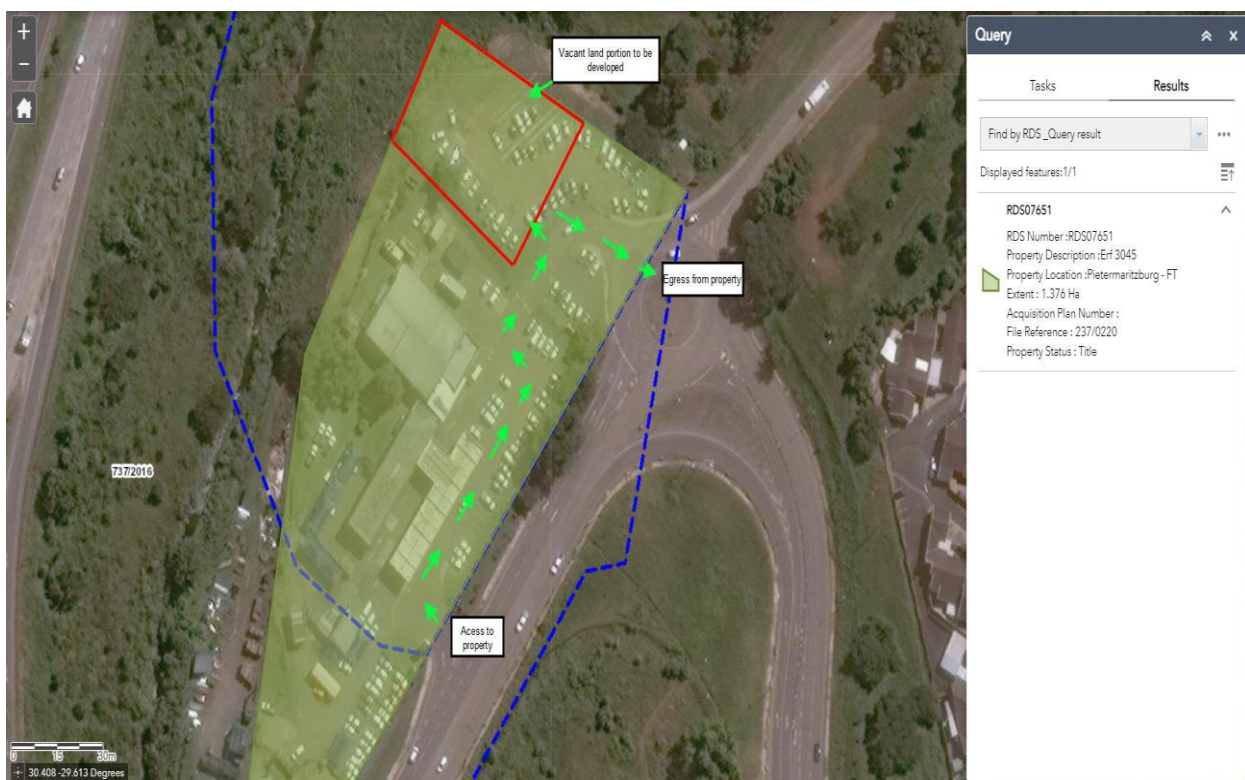 +
−
Vacant land portion to be
developed
Egress from property
737/2016
Acess to
property
0 15 30m
30.408 -29.613 Degrees
Query
Tasks Results
Find by RDS _Query result
Displayed features:1/1
RDS07651
RDS Number :RDS07651
Property Description :Erf 3045
Property Location :Pietermaritzburg - FT
Extent : 1.376 Ha
Acquisition Plan Number :
File Reference : 237/0220
Property Status : Title